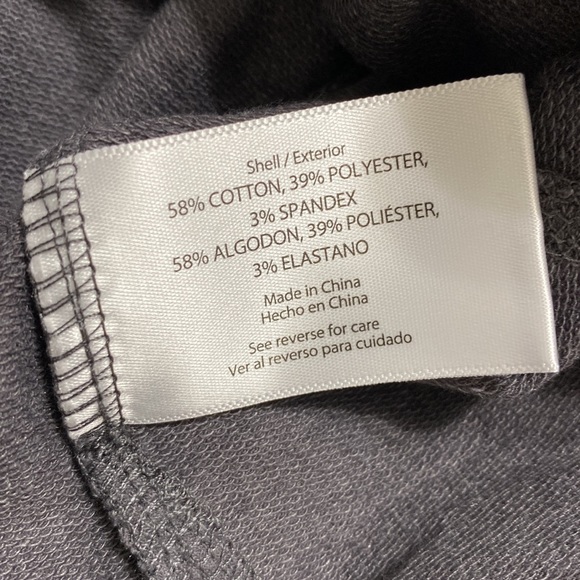 Shell / Exterior
58% COTTON, 39% POLYESTER,
3% SPANDEX
58% ALGODON, 39% POLIÉSTER,
3% ELASTANO
Made in China
Hecho en China
See reverse for care
Ver al reverso para cuidado